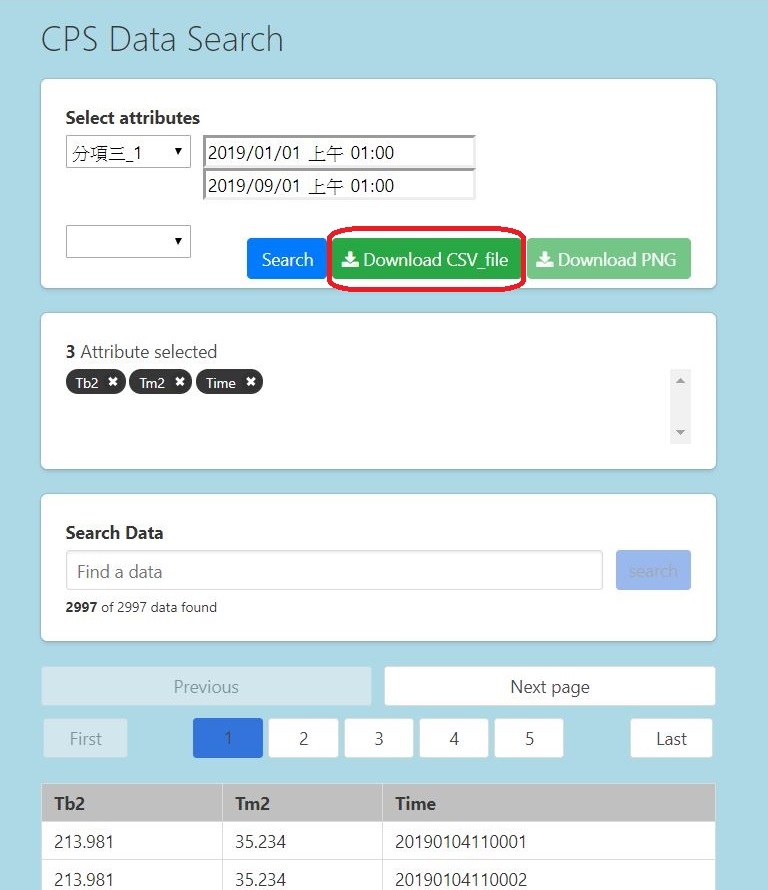 CPS Data Search
Select attributes
分項三_1
2019/01/01 上午 01:00
2019/09/01 上午 01:00
Search
Download CSV_file
Download PNG
3 Attribute selected
Tb2 ✖ Tm2 ✖ Time ✖
Search Data
Find a data
search
2997 of 2997 data found
Previous
Next page
First 1 2 3 4 5 Last
Tb2 Tm2 Time
213.981 35.234 20190104110001
213.981 35.234 20190104110002